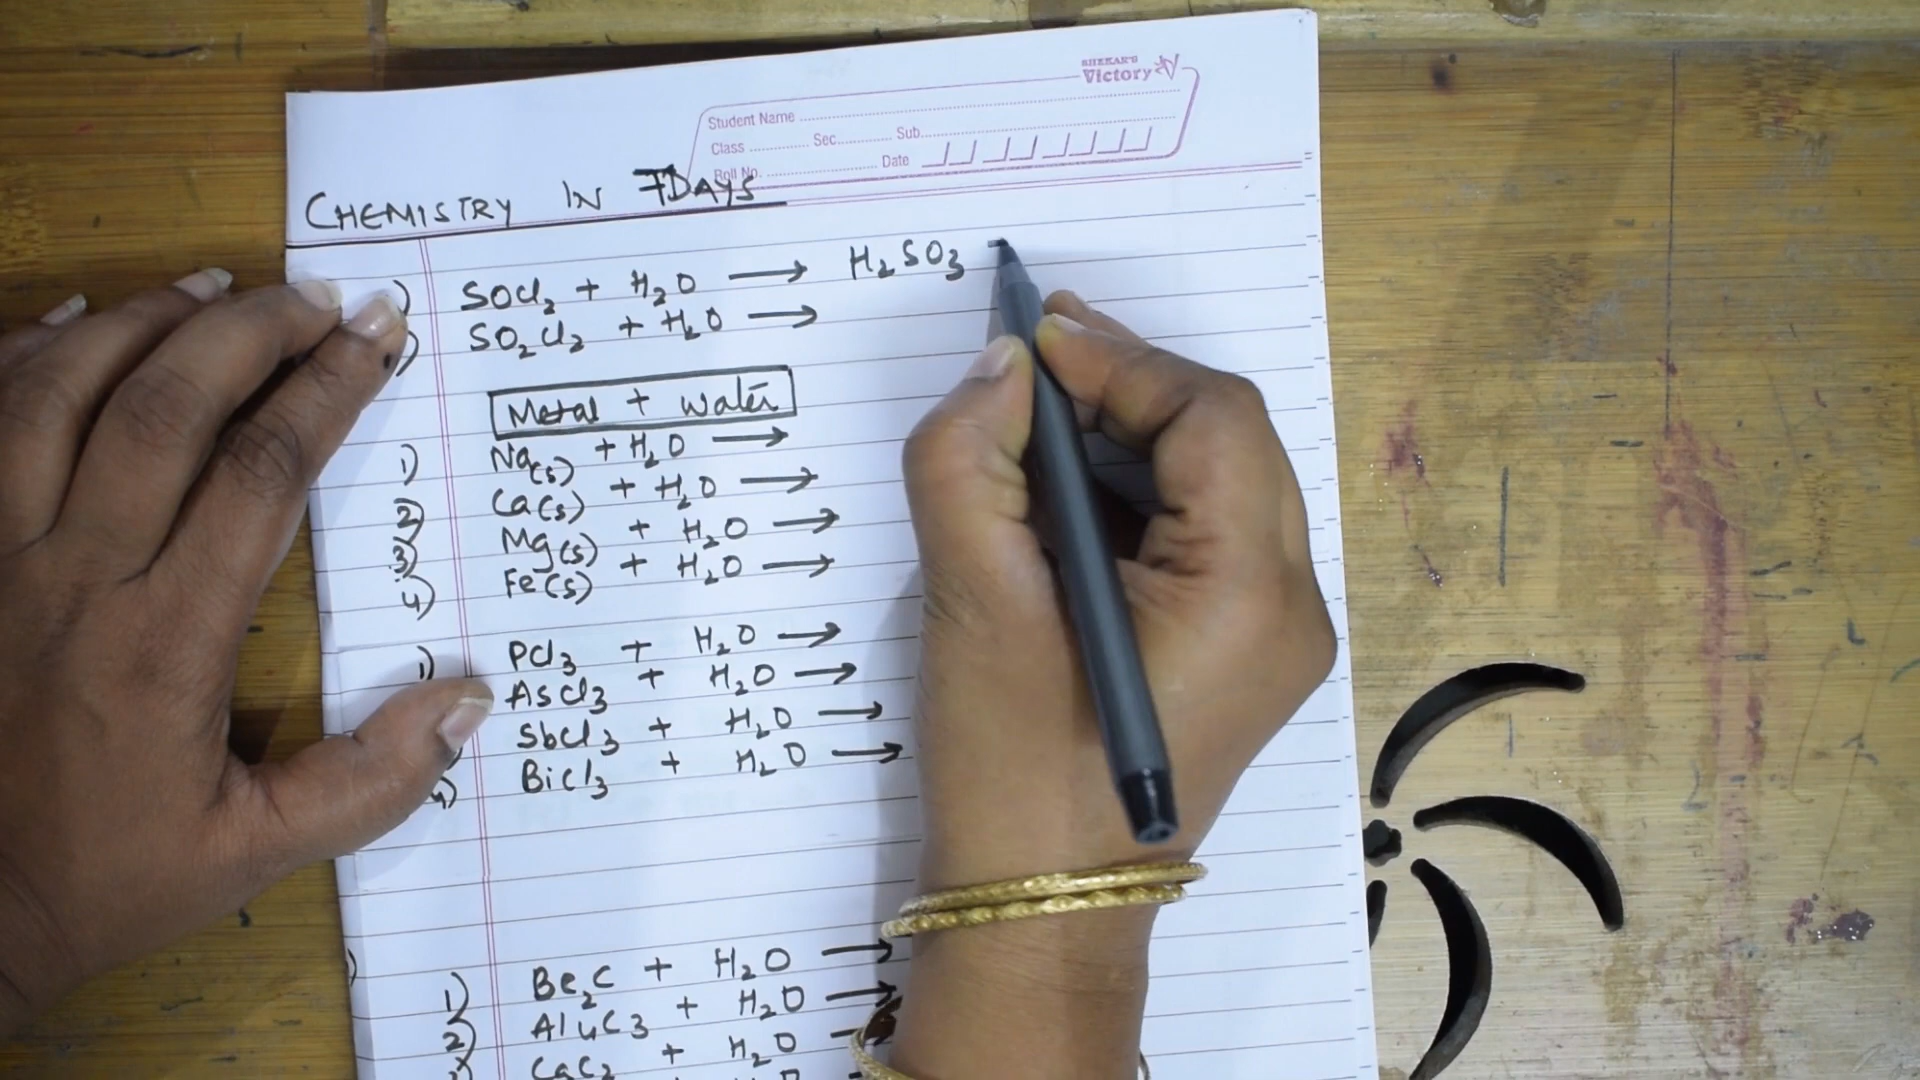 SHEKAR'S
Victory
Student Name
Class Sec. Sub.
Roll No. Date
CHEMISTRY IN 7DAYS
) SOCl2 + H2O → H2SO3
) SO2Cl2 + H2O →
Metal + water
1) Na(s) + H2O →
2) Ca(s) + H2O →
3) Mg(s) + H2O →
4) Fe(s) + H2O →
1) PCl3 + H2O →
AsCl3 + H2O →
) SbCl3 + H2O →
4) BiCl3 + H2O →
)
1) Be2C + H2O →
2) Al4C3 + H2O →
CaC2 + H2O